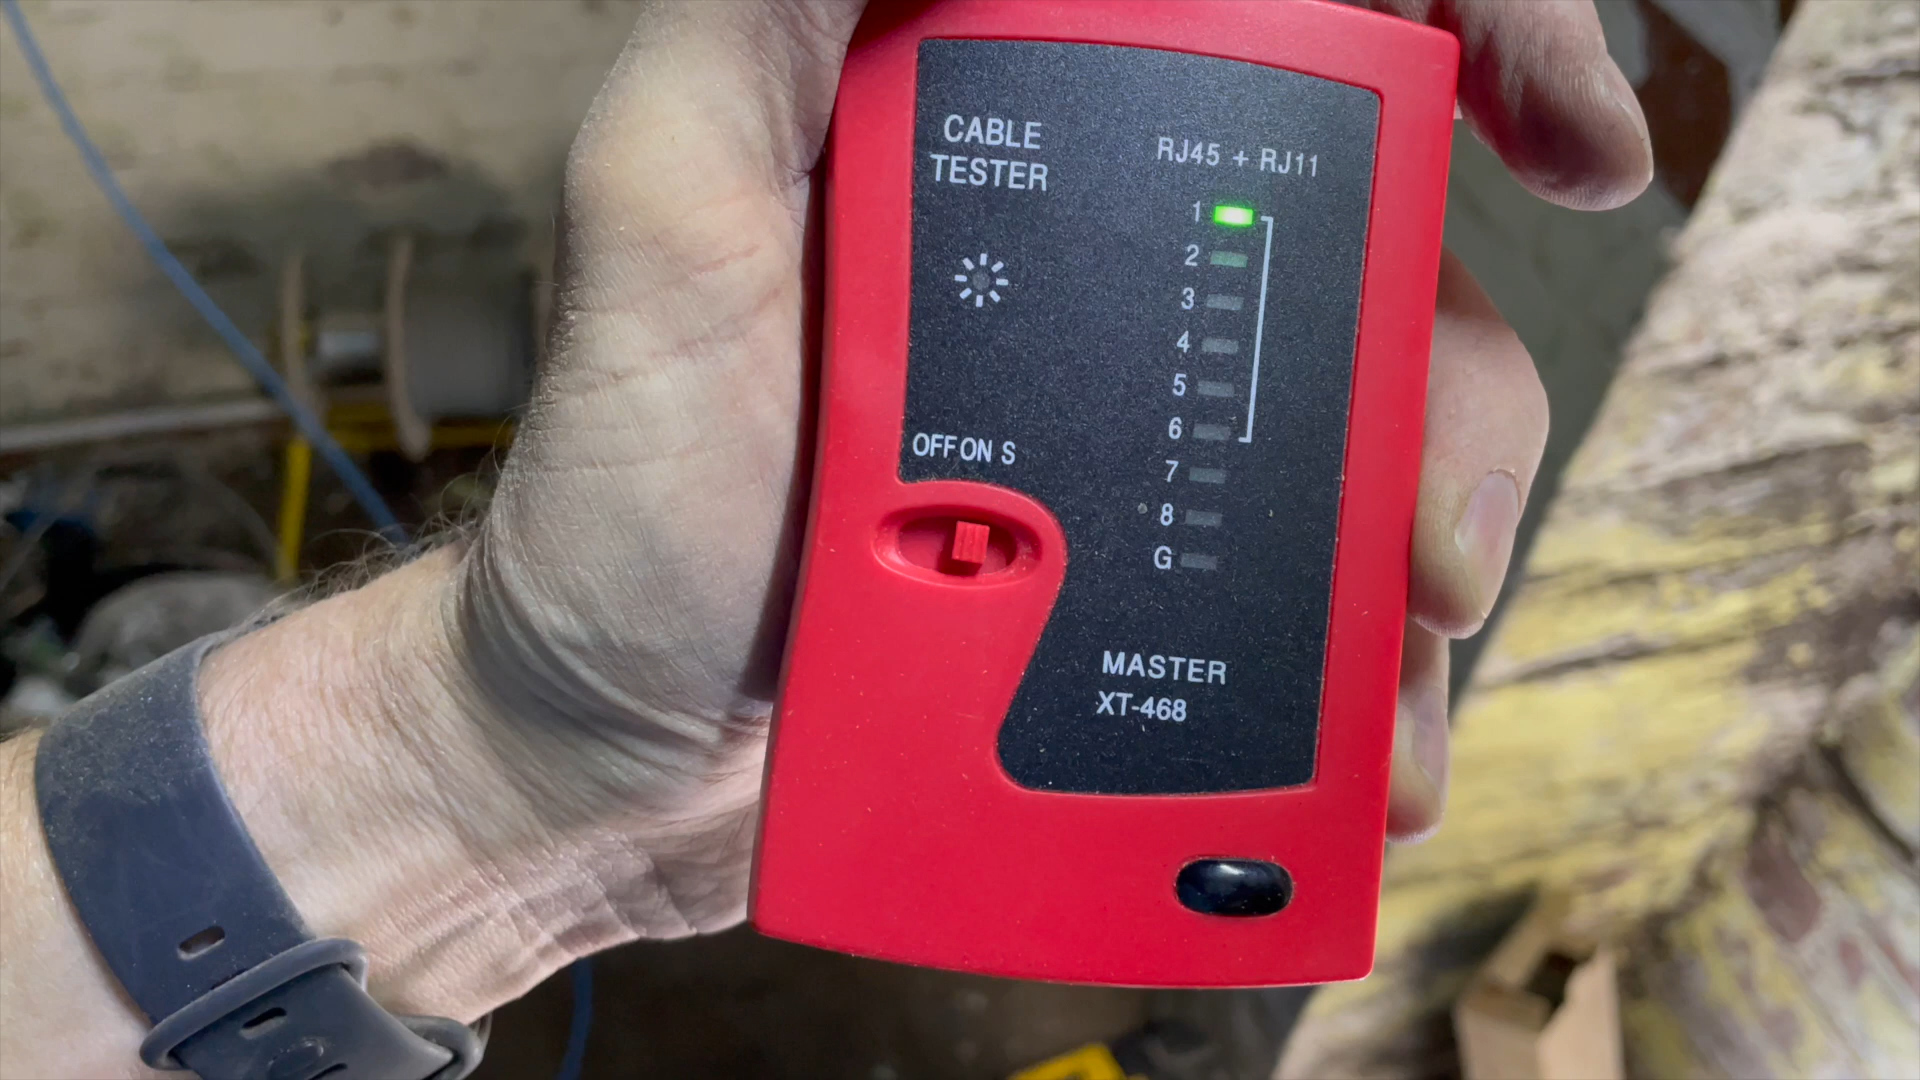 CABLE
TESTER
RJ45 + RJ11
1
2
3
4
5
6
7
8
G
OFF ON S
MASTER
XT-468